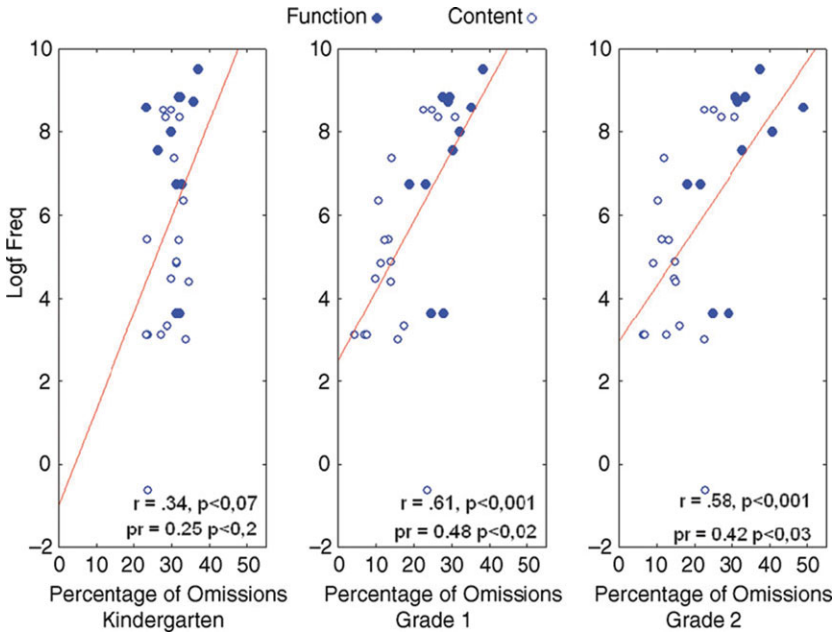 Function Content
Logf Freq
10
8
6
4
2
0
–2
r = .34, p<0,07
pr = 0.25 p<0,2
0 10 20 30 40 50
Percentage of Omissions
Kindergarten
10
8
6
4
2
0
–2
r = .61, p<0,001
pr = 0.48 p<0,02
0 10 20 30 40 50
Percentage of Omissions
Grade 1
10
8
6
4
2
0
–2
r = .58, p<0,001
pr = 0.42 p<0,03
0 10 20 30 40 50
Percentage of Omissions
Grade 2